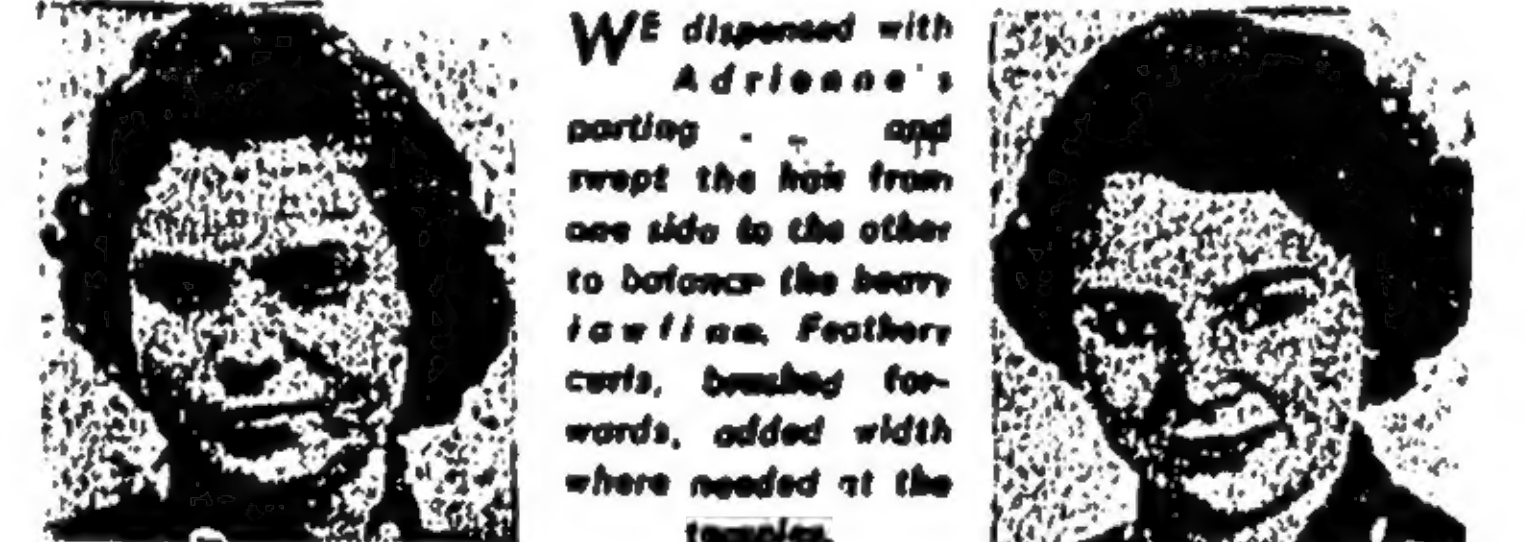 WE dispensed with
Adrienne's
parting . . and
swept the hair from
one side to the other
to balance the heavy
jawline. Feathery
curls, brushed for-
wards, added width
where needed at the
temples.